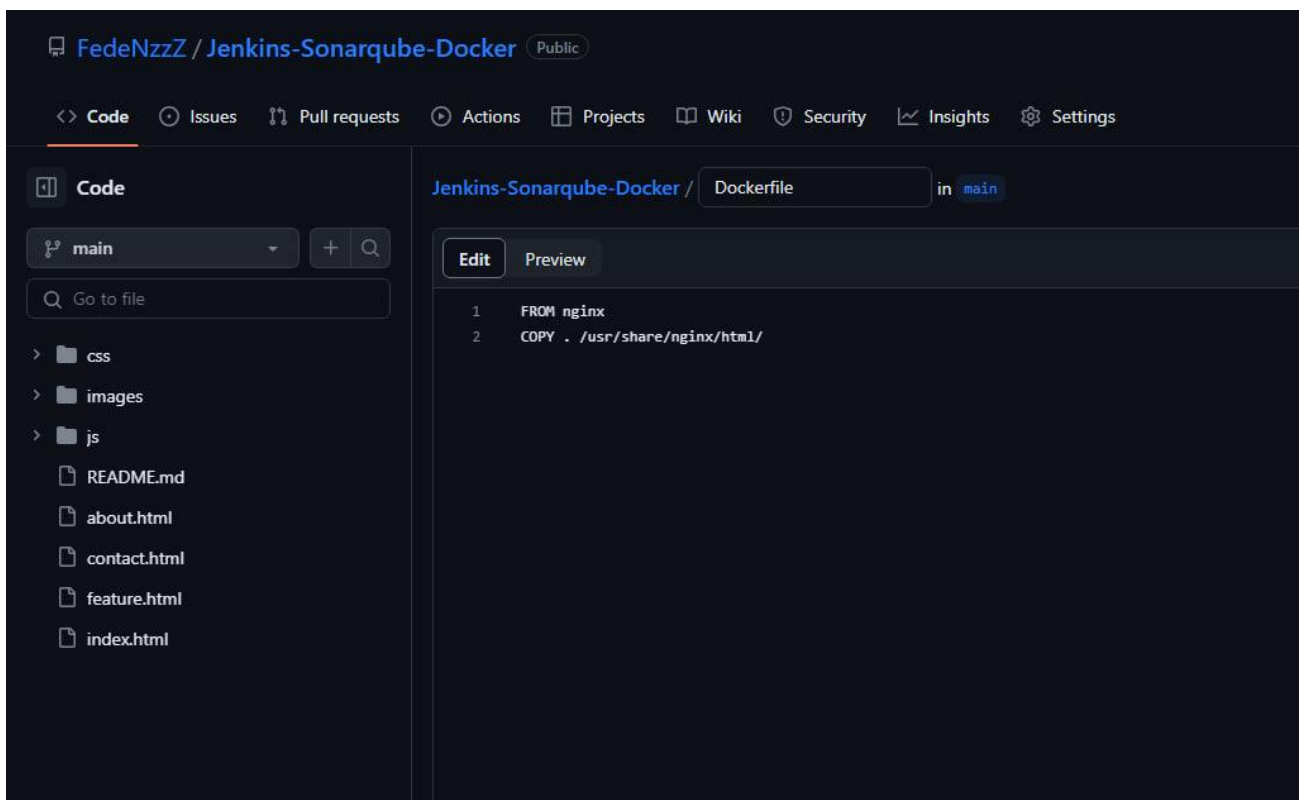 FedeNzzZ / Jenkins-Sonarqube-Docker Public
Code Issues Pull requests Actions Projects Wiki Security Insights Settings
Code
main
Go to file
css
images
js
README.md
about.html
contact.html
feature.html
index.html
Jenkins-Sonarqube-Docker / Dockerfile in main
Edit Preview
1 FROM nginx
2 COPY . /usr/share/nginx/html/